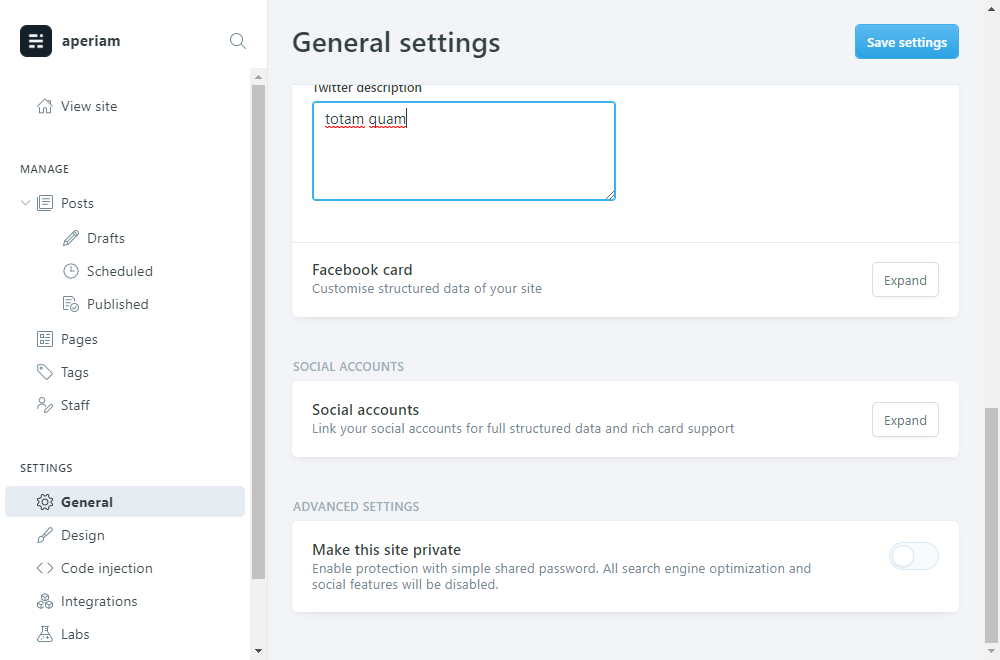 aperiam
View site
MANAGE
Posts
Drafts
Scheduled
Published
Pages
Tags
Staff
SETTINGS
General
Design
Code injection
Integrations
Labs
General settings
Save settings
Twitter description
totam quam
Facebook card
Customise structured data of your site
Expand
SOCIAL ACCOUNTS
Social accounts
Link your social accounts for full structured data and rich card support
Expand
ADVANCED SETTINGS
Make this site private
Enable protection with simple shared password. All search engine optimization and
social features will be disabled.